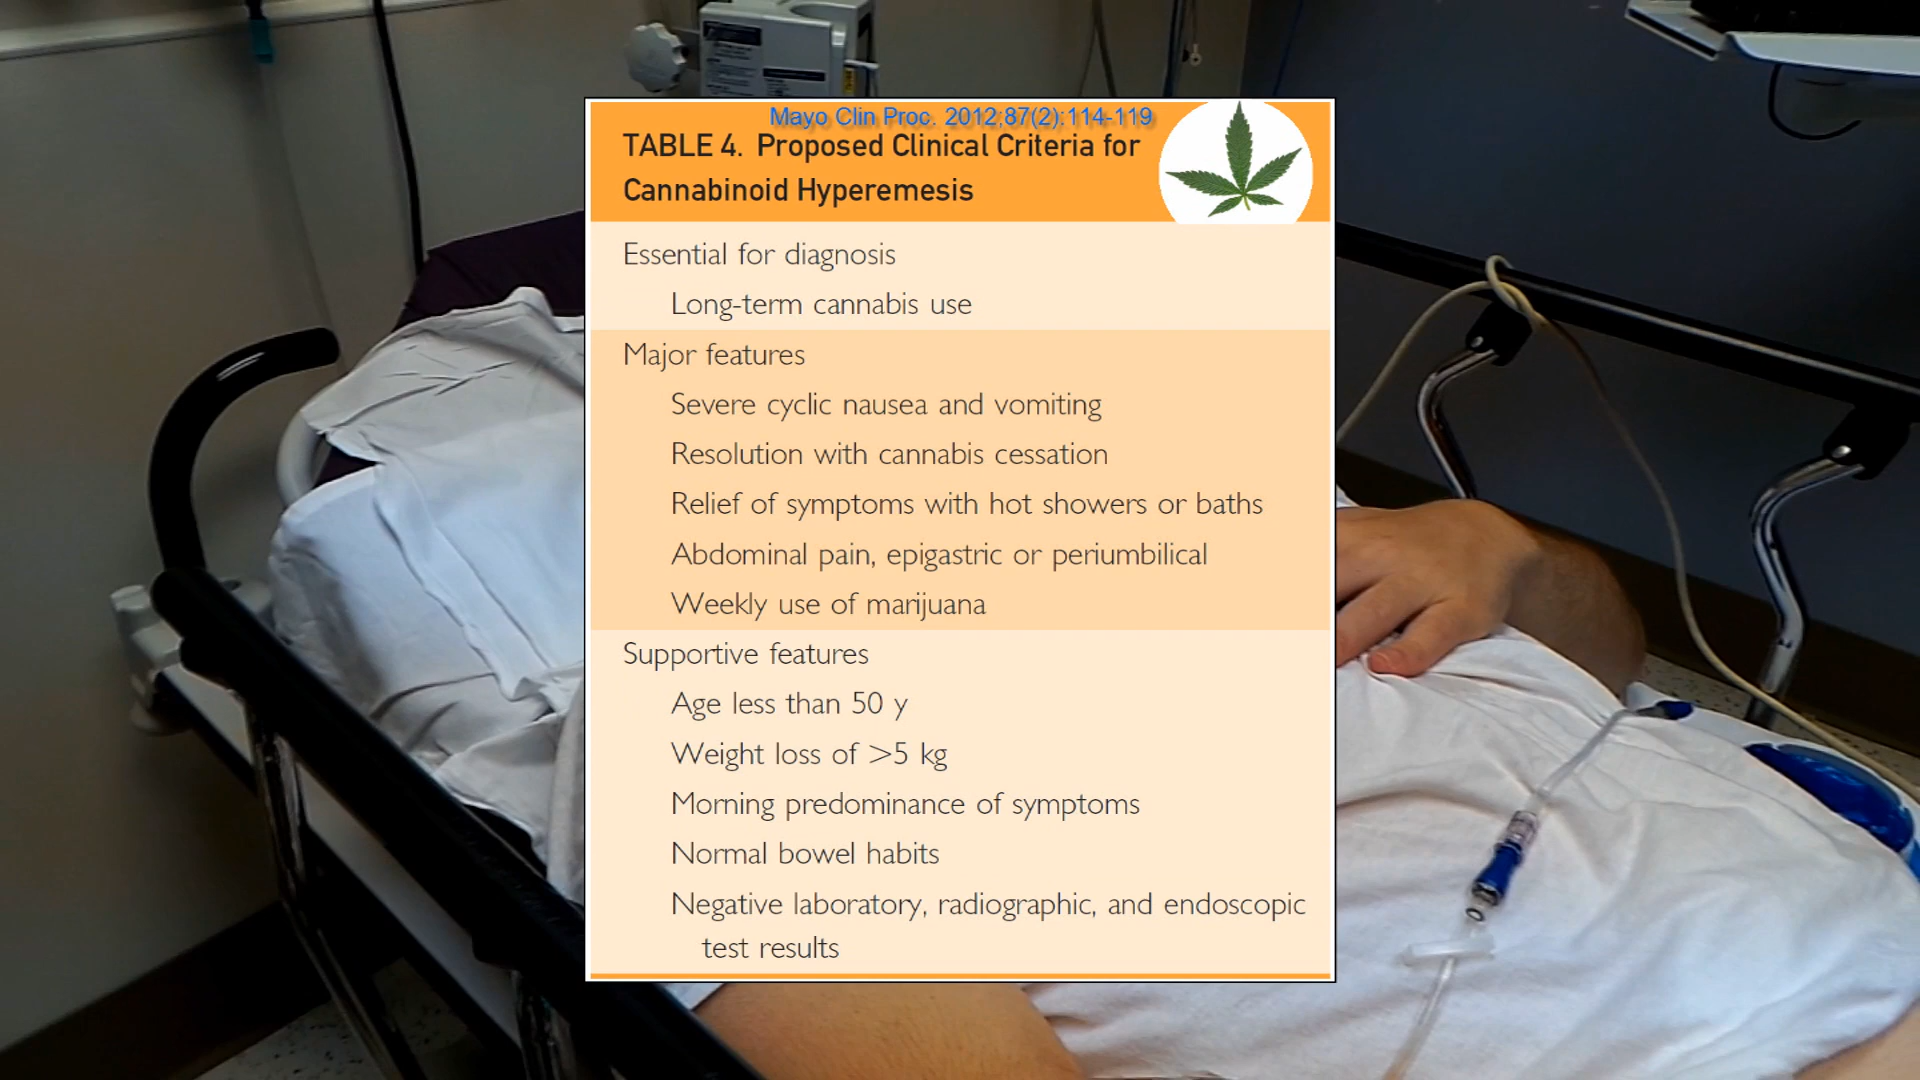 Mayo Clin Proc. 2012;87(2):114-119
TABLE 4. Proposed Clinical Criteria for
Cannabinoid Hyperemesis
Essential for diagnosis
Long-term cannabis use
Major features
Severe cyclic nausea and vomiting
Resolution with cannabis cessation
Relief of symptoms with hot showers or baths
Abdominal pain, epigastric or periumbilical
Weekly use of marijuana
Supportive features
Age less than 50 y
Weight loss of >5 kg
Morning predominance of symptoms
Normal bowel habits
Negative laboratory, radiographic, and endoscopic
test results